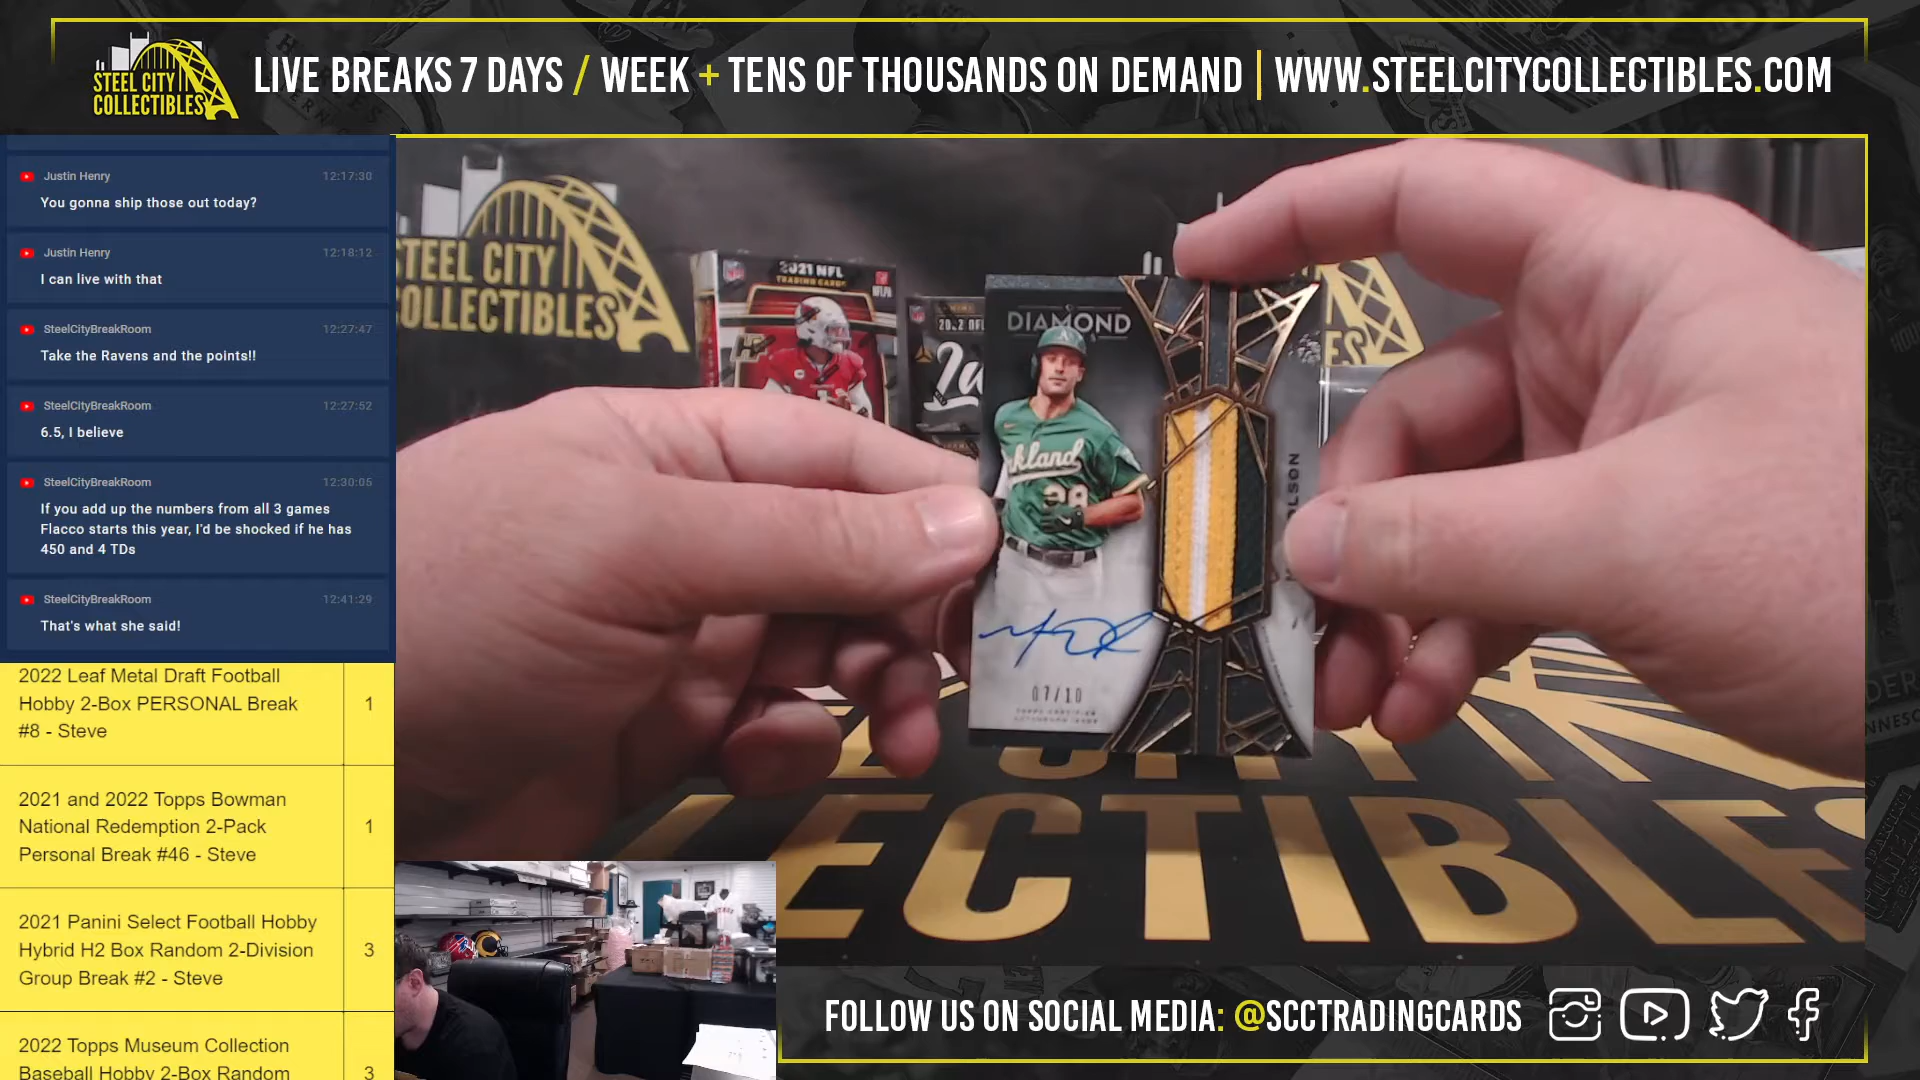 STEEL CITY
COLLECTIBLES
LIVE BREAKS 7 DAYS / WEEK + TENS OF THOUSANDS ON DEMAND | WWW.STEELCITYCOLLECTIBLES.COM
Justin Henry 12:17:30
You gonna ship those out today?
Justin Henry 12:18:12
I can live with that
SteelCityBreakRoom 12:27:47
Take the Ravens and the points!!
SteelCityBreakRoom 12:27:52
6.5, I believe
SteelCityBreakRoom 12:30:05
If you add up the numbers from all 3 games
Flacco starts this year, I'd be shocked if he has
450 and 4 TDs
SteelCityBreakRoom 12:41:29
That's what she said!
2022 Leaf Metal Draft Football
Hobby 2-Box PERSONAL Break 1
#8 - Steve
2021 and 2022 Topps Bowman
National Redemption 2-Pack 1
Personal Break #46 - Steve
2021 Panini Select Football Hobby
Hybrid H2 Box Random 2-Division 3
Group Break #2 - Steve
2022 Topps Museum Collection
Baseball Hobby 2-Box Random 3
STEEL CITY
COLLECTIBLES
2021 NFL
TRADING CARDS
DIAMOND
07/10
FOLLOW US ON SOCIAL MEDIA: @SCCTRADINGCARDS